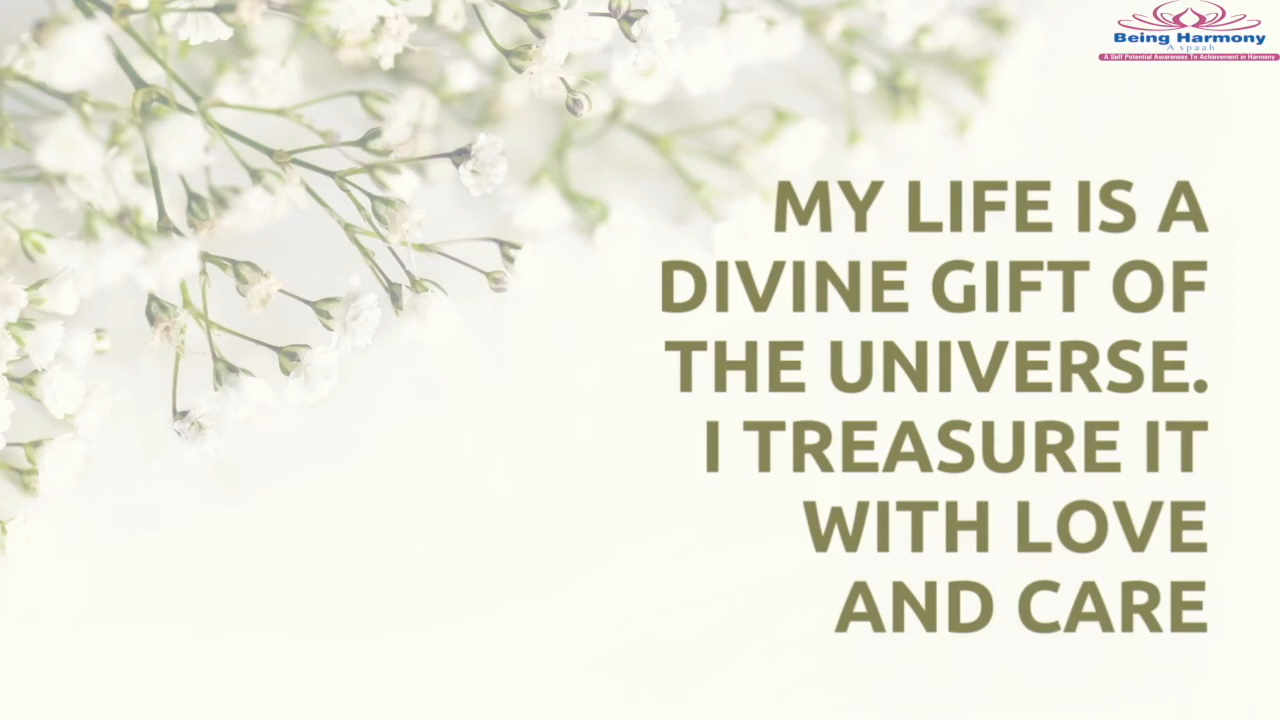 Being Harmony
A spaah
A Self Potential Awareness To Achievement in Harmony
MY LIFE IS A
DIVINE GIFT OF
THE UNIVERSE.
I TREASURE IT
WITH LOVE
AND CARE